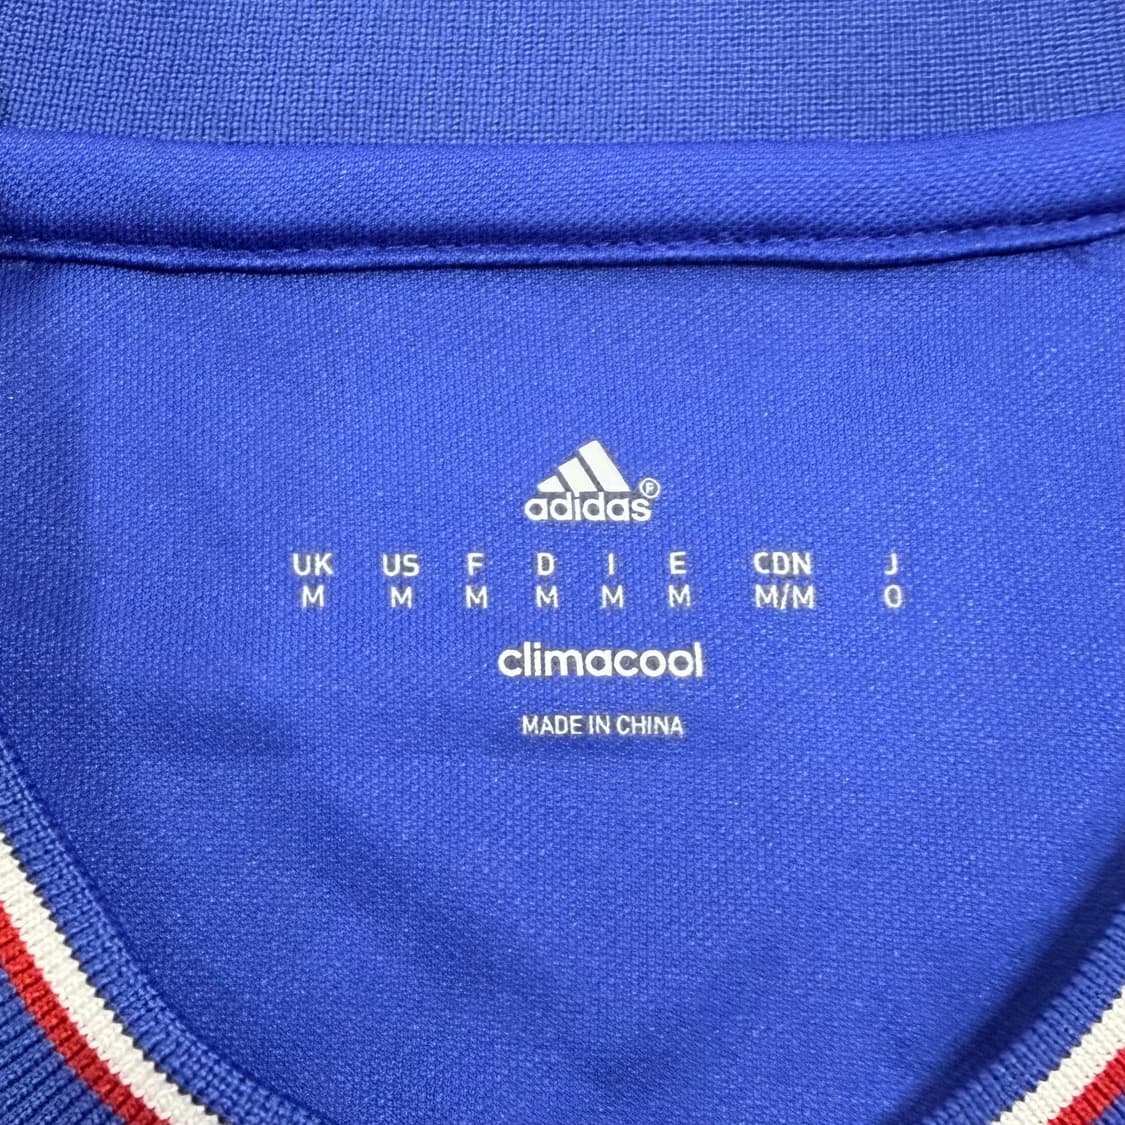 adidas®
UK US F D I E CDN J
M M M M M M M/M O
climacool
MADE IN CHINA